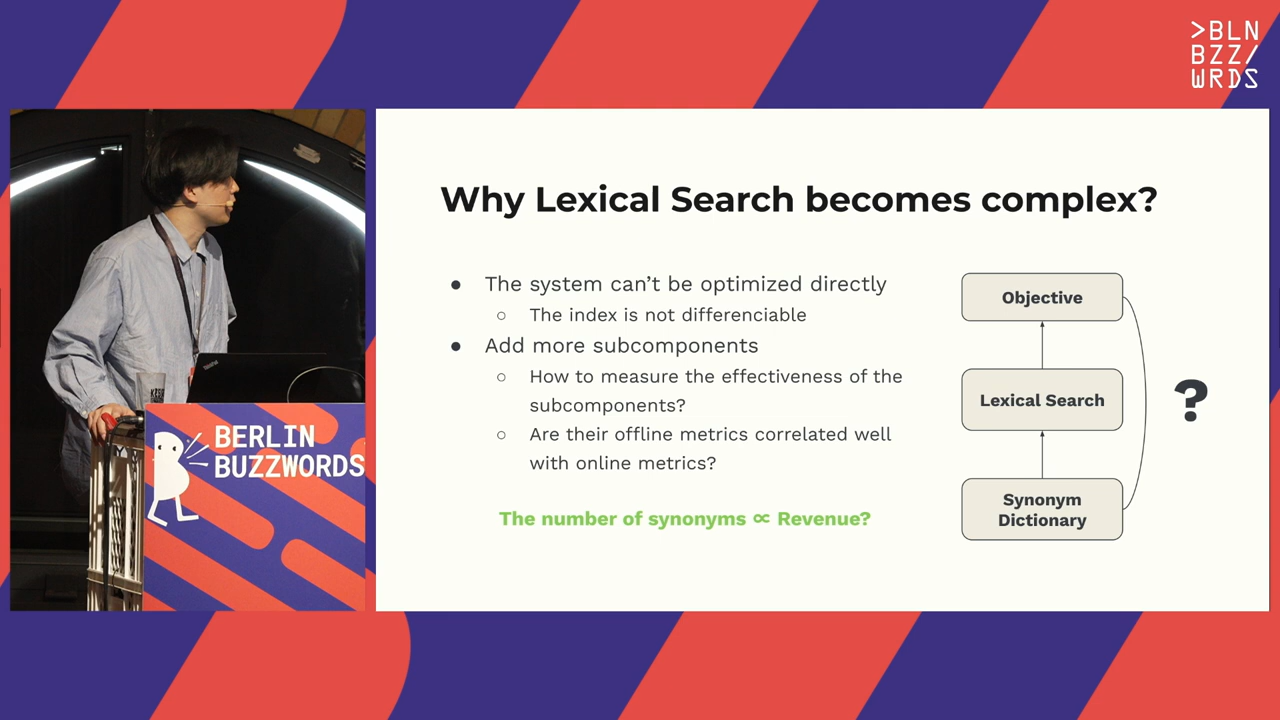 >BLN
BZZ/
WRDS
Why Lexical Search becomes complex?
● The system can’t be optimized directly
○ The index is not differenciable
● Add more subcomponents
○ How to measure the effectiveness of the
subcomponents?
○ Are their offline metrics correlated well
with online metrics?
The number of synonyms ∝ Revenue?
Objective
Lexical Search
Synonym
Dictionary
?
ThinkPad
BERLIN
BUZZWORDS